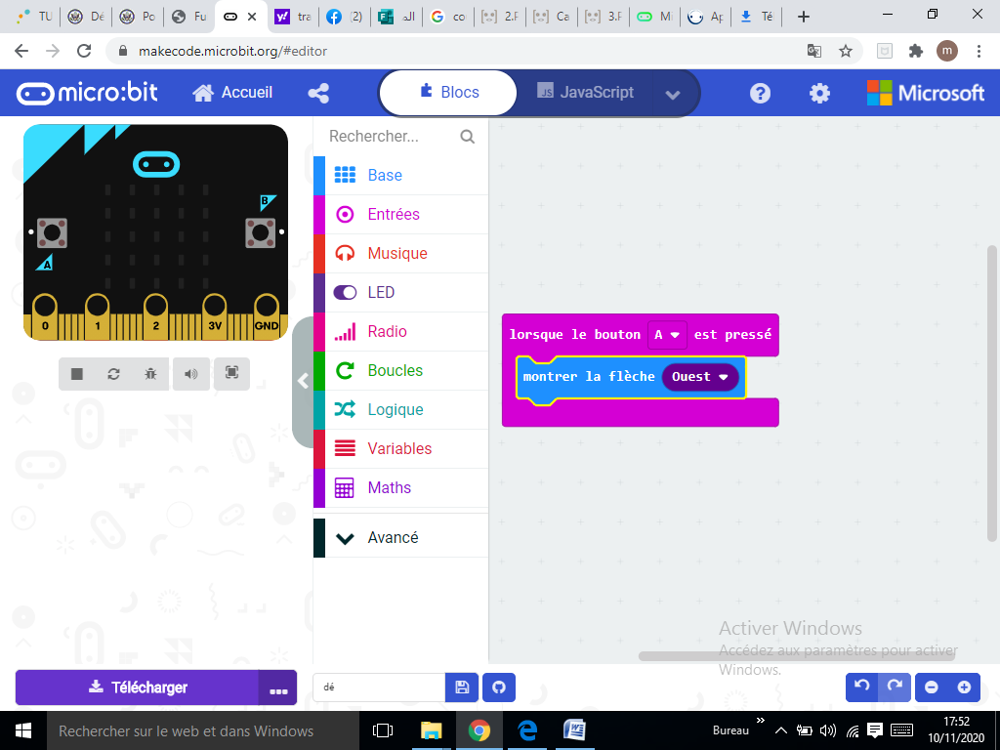 TU
Dé
Po
Fu
tra
(2)
co
2.F
Ca
3.F
Mi
Ap
Té
makecode.microbit.org/#editor
m
micro:bit
Accueil
Blocs
JS JavaScript
Microsoft
Rechercher...
Base
Entrées
Musique
LED
Radio
Boucles
Logique
Variables
Maths
Avancé
B
A
0 1 2 3V GND
lorsque le bouton A est pressé
montrer la flèche Ouest
Activer Windows
Accédez aux paramètres pour activer
Windows.
Télécharger
dé
Rechercher sur le web et dans Windows
Bureau
17:52
10/11/2020